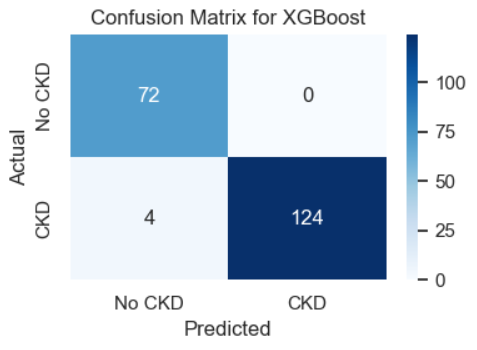 Confusion Matrix for XGBoost
Actual
No CKD
CKD
72
0
4
124
No CKD
CKD
Predicted
100
75
50
25
0